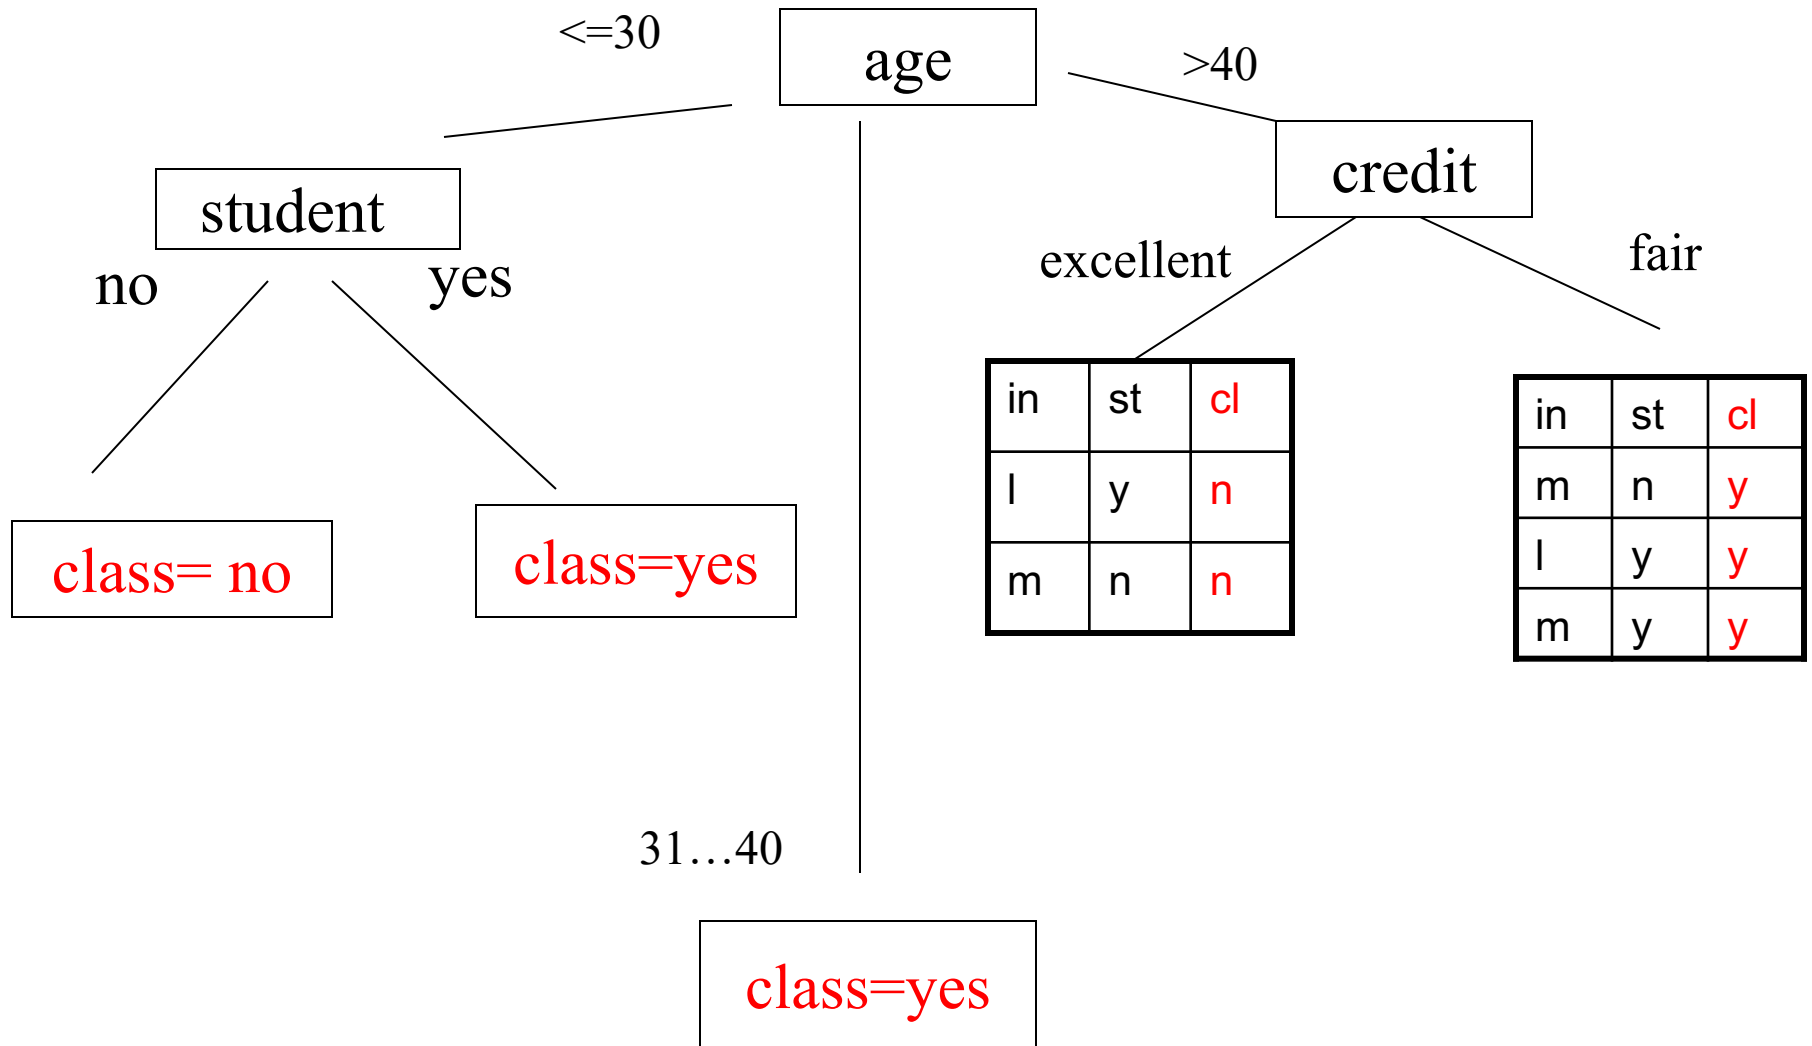 <=30
age
>40
student
credit
no
yes
excellent
fair
in st cl
l y n
m n n
in st cl
m n y
l y y
m y y
class= no
class=yes
31…40
class=yes